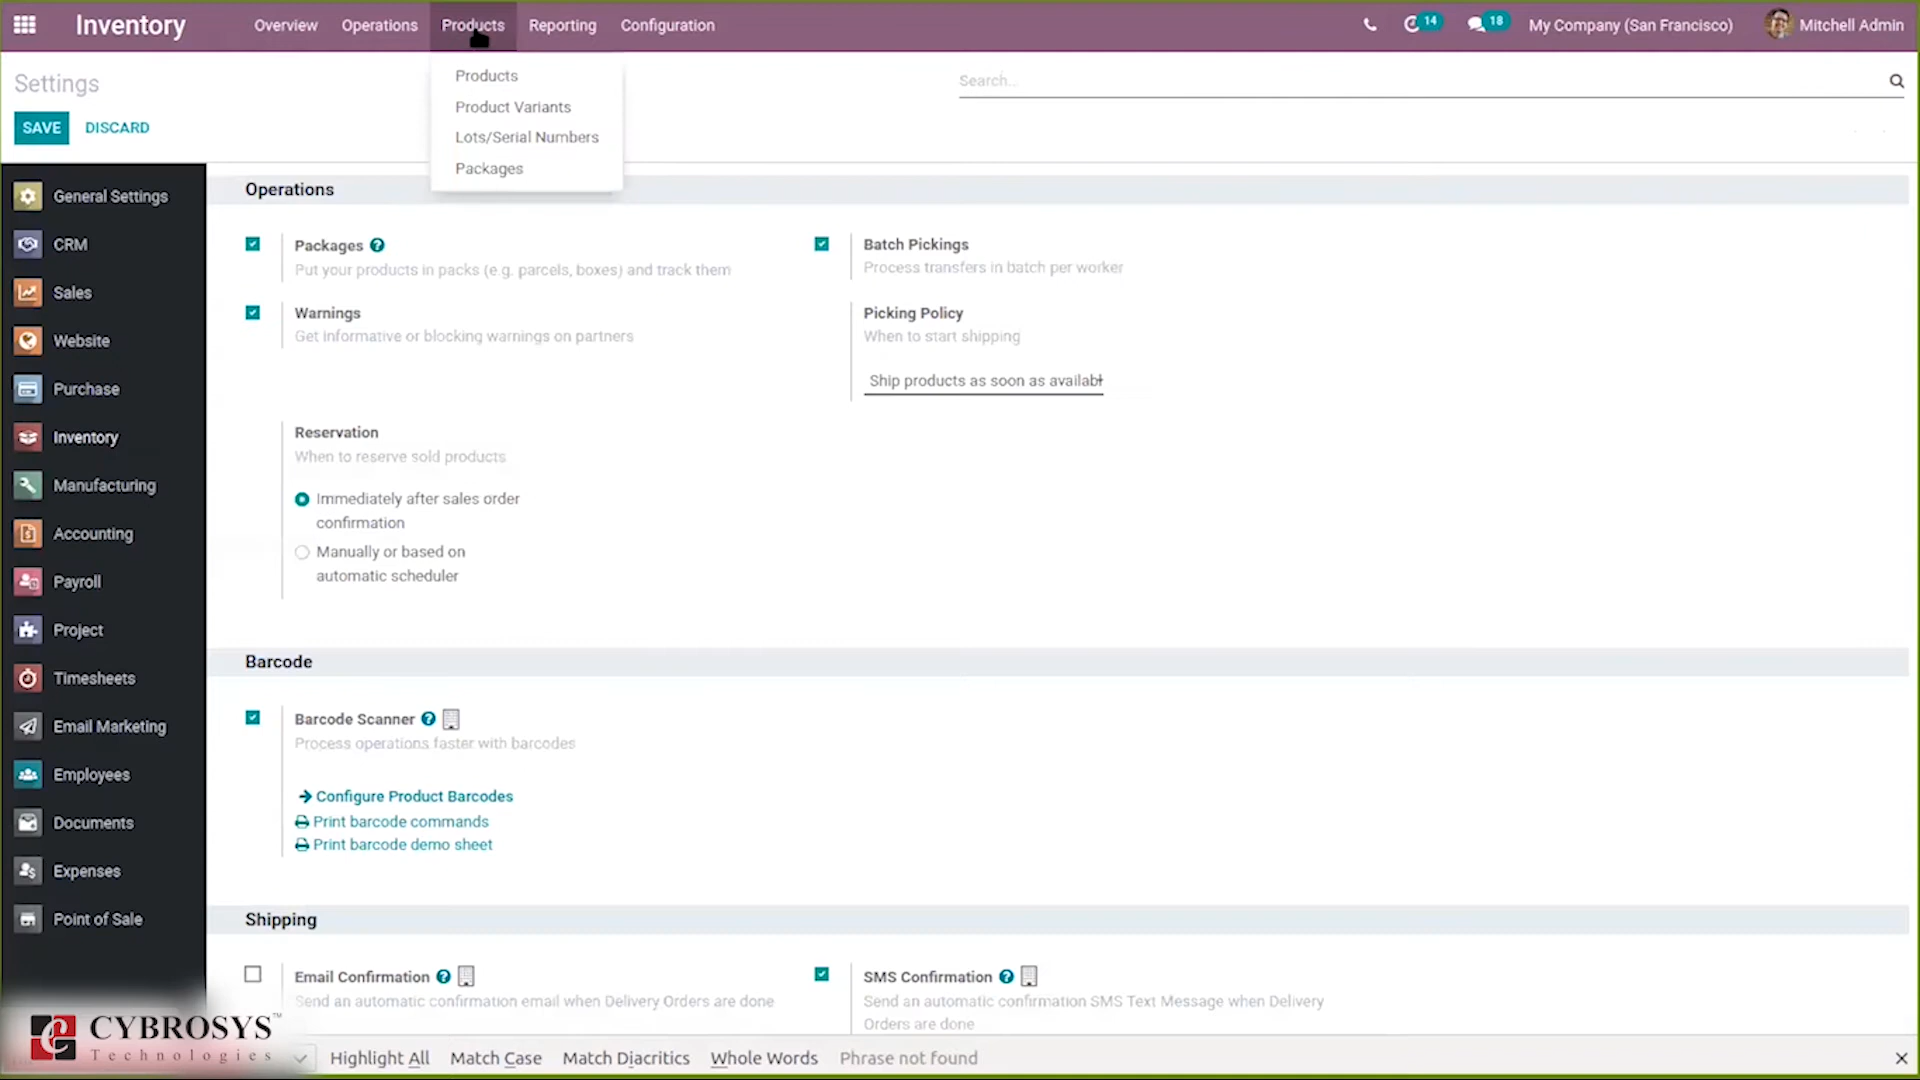 Inventory Overview Operations Products Reporting Configuration 14 18 My Company (San Francisco) Mitchell Admin
Settings
Search...
SAVE DISCARD
Products
Product Variants
Lots/Serial Numbers
Packages
General Settings
CRM
Sales
Website
Purchase
Inventory
Manufacturing
Accounting
Payroll
Project
Timesheets
Email Marketing
Employees
Documents
Expenses
Point of Sale
Operations
Packages
Put your products in packs (e.g. parcels, boxes) and track them
Batch Pickings
Process transfers in batch per worker
Warnings
Get informative or blocking warnings on partners
Picking Policy
When to start shipping
Ship products as soon as availabl
Reservation
When to reserve sold products
Immediately after sales order
confirmation
Manually or based on
automatic scheduler
Barcode
Barcode Scanner
Process operations faster with barcodes
Configure Product Barcodes
Print barcode commands
Print barcode demo sheet
Shipping
Email Confirmation
Send an automatic confirmation email when Delivery Orders are done
SMS Confirmation
Send an automatic confirmation SMS Text Message when Delivery
Orders are done
CYBROSYS™
Technologies
Highlight All Match Case Match Diacritics Whole Words Phrase not found